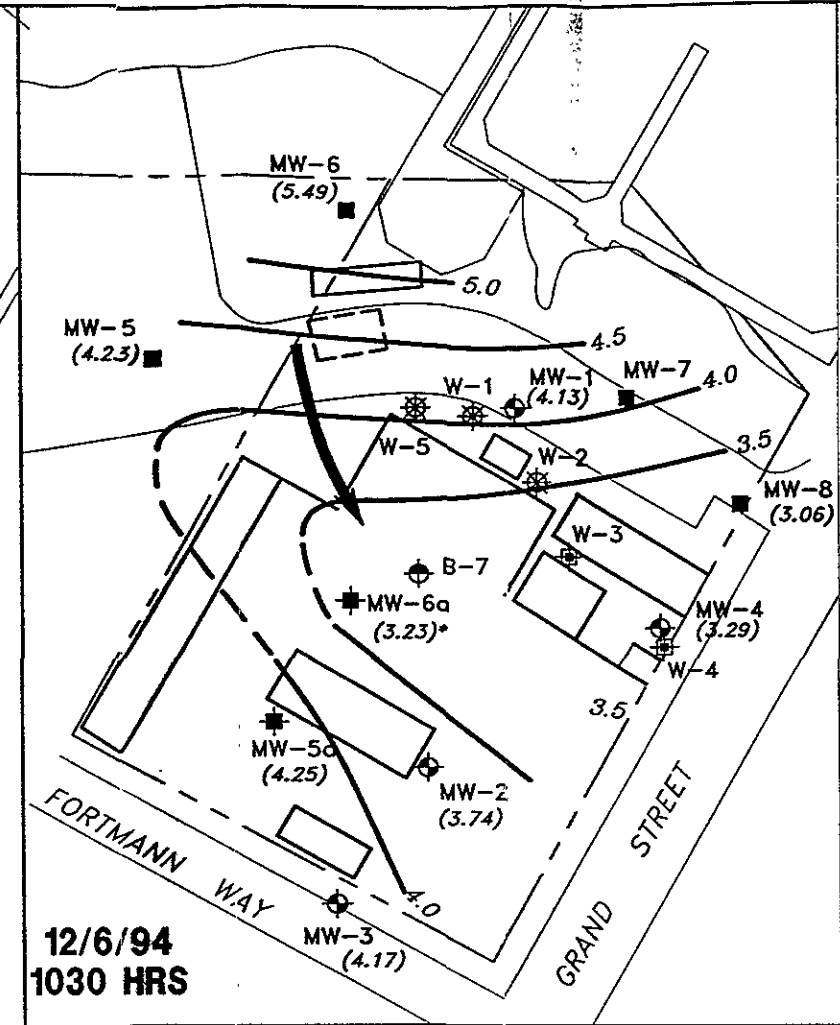 MW-6
(5.49)
5.0
MW-5
(4.23)
4.5
W-1
MW-1
(4.13)
MW-7
4.0
W-5
W-2
3.5
MW-8
(3.06)
W-3
B-7
MW-6a
(3.23)*
MW-4
(3.29)
W-4
3.5
MW-5a
(4.25)
MW-2
(3.74)
FORTMANN WAY
GRAND STREET
4.0
MW-3
(4.17)
12/6/94
1030 HRS